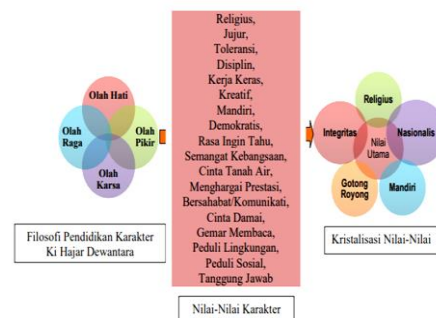 Olah Hati
Olah
Raga
Olah
Pikir
Olah
Karsa
Filosofi Pendidikan Karakter
Ki Hajar Dewantara
Religius,
Jujur,
Toleransi,
Disiplin,
Kerja Keras,
Kreatif,
Mandiri,
Demokratis,
Rasa Ingin Tahu,
Semangat Kebangsaan,
Cinta Tanah Air,
Menghargai Prestasi,
Bersahabat/Komunikati,
Cinta Damai,
Gemar Membaca,
Peduli Lingkungan,
Peduli Sosial,
Tanggung Jawab
Nilai-Nilai Karakter
Religius
Integritas
Nasionalis
Nilai
Utama
Gotong
Royong
Mandiri
Kristalisasi Nilai-Nilai